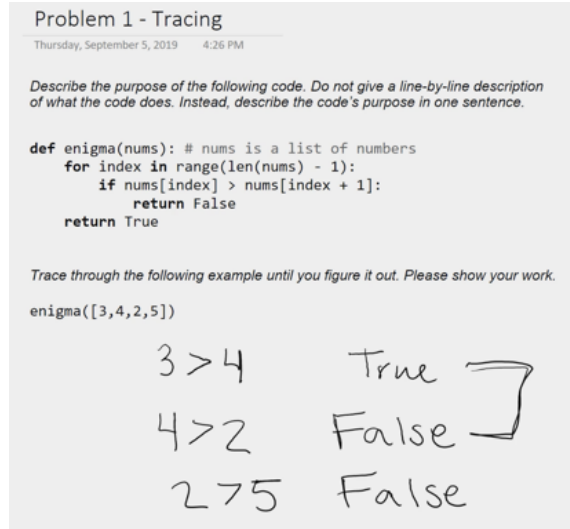 Problem 1 - Tracing
Thursday, September 5, 2019 4:26 PM
Describe the purpose of the following code. Do not give a line-by-line description
of what the code does. Instead, describe the code's purpose in one sentence.
def enigma(nums): # nums is a list of numbers
    for index in range(len(nums) - 1):
        if nums[index] > nums[index + 1]:
            return False
    return True
Trace through the following example until you figure it out. Please show your work.
enigma([3,4,2,5])
3>4 True
4>2 False
2>5 False